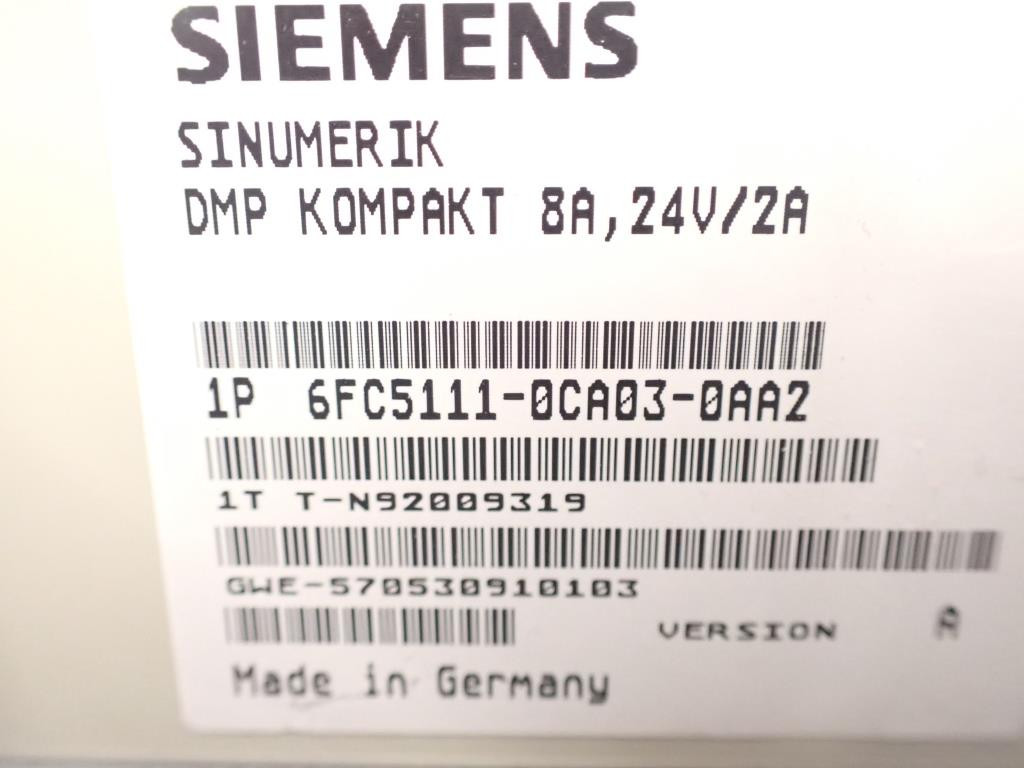 SIEMENS
SINUMERIK
DMP KOMPAKT 8A,24V/2A
1P 6FC5111-0CA03-0AA2
1T T-N92009319
GWE-570530910103
VERSION
Made in Germany